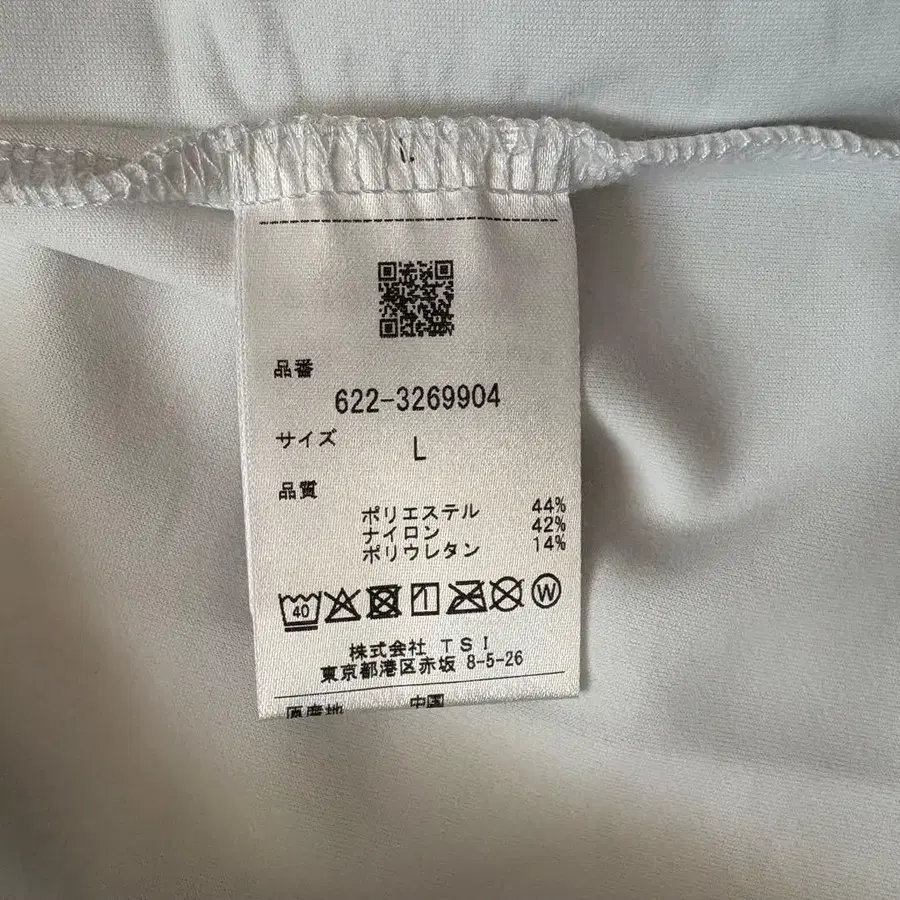 品番
622-3269904
サイズ
L
品質
ポリエステル 44%
ナイロン 42%
ポリウレタン 14%
40
W
株式会社 TSI
東京都港区赤坂 8-5-26
原産地 中国